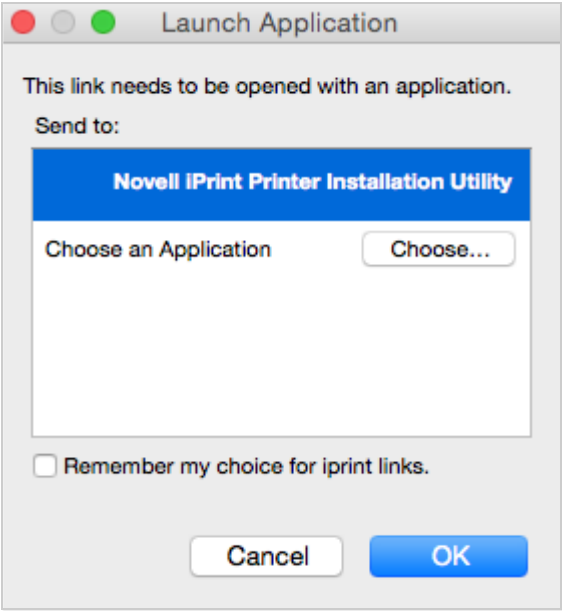 Launch Application
This link needs to be opened with an application.
Send to:
Novell iPrint Printer Installation Utility
Choose an Application
Choose...
Remember my choice for iprint links.
Cancel
OK